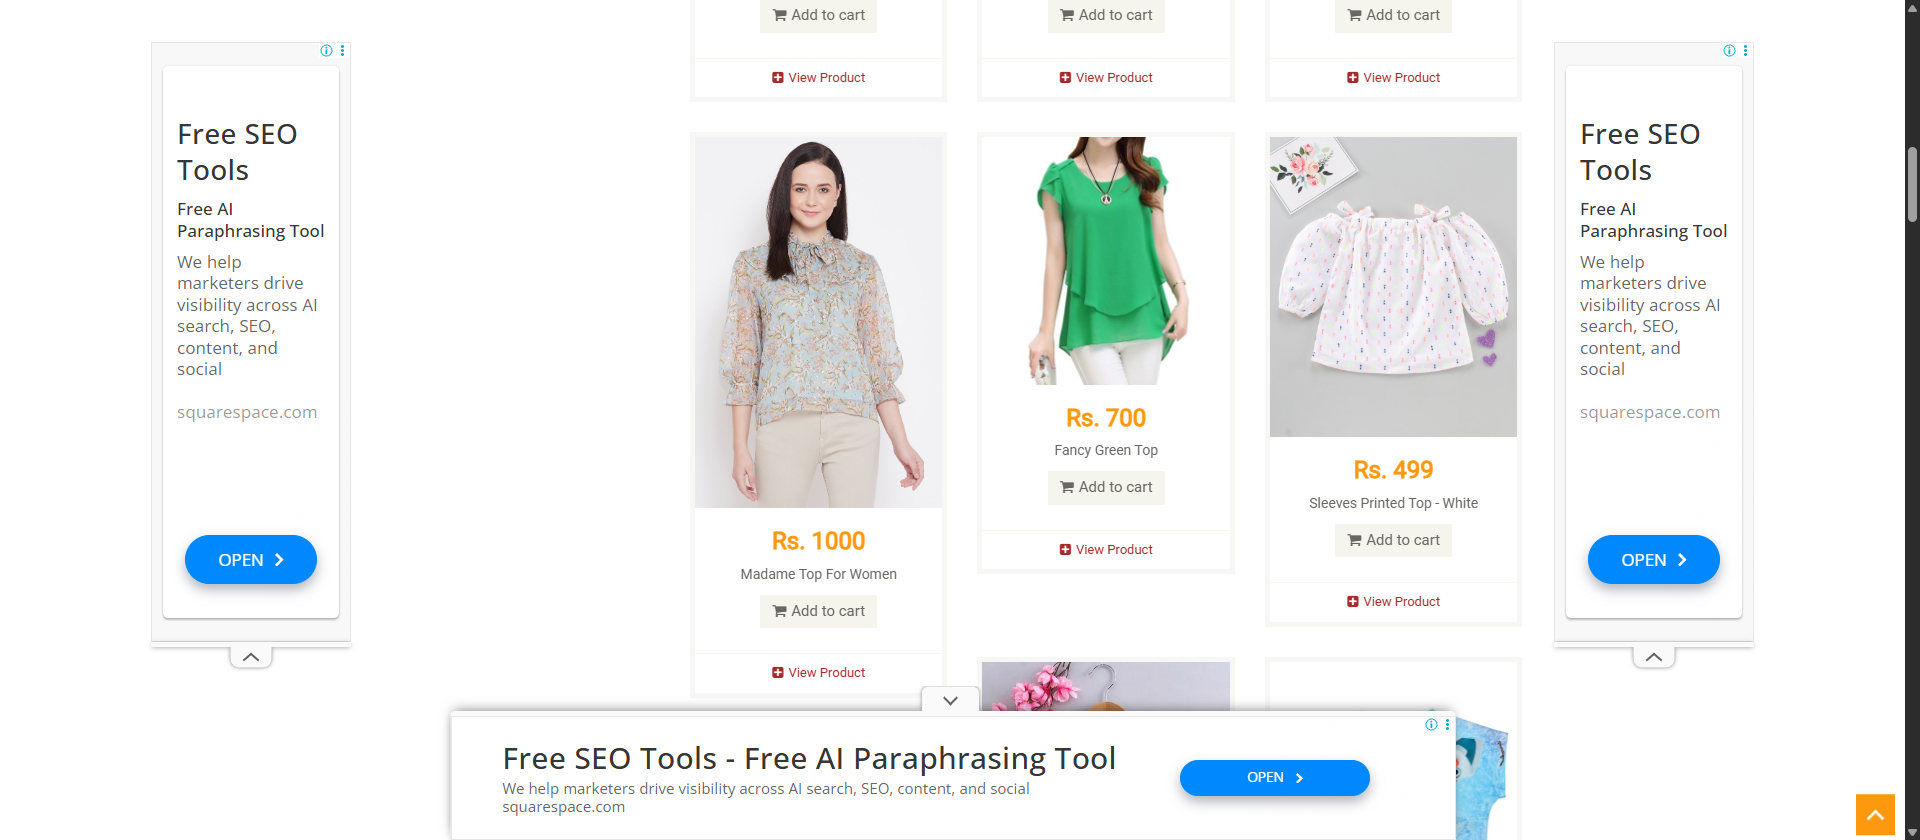 Add to cart
Add to cart
Add to cart
View Product
View Product
View Product
Free SEO
Tools
Free AI
Paraphrasing Tool
We help
marketers drive
visibility across AI
search, SEO,
content, and
social
squarespace.com
OPEN
Rs. 1000
Madame Top For Women
Add to cart
View Product
Rs. 700
Fancy Green Top
Add to cart
View Product
Rs. 499
Sleeves Printed Top - White
Add to cart
View Product
Free SEO
Tools
Free AI
Paraphrasing Tool
We help
marketers drive
visibility across AI
search, SEO,
content, and
social
squarespace.com
OPEN
Free SEO Tools - Free AI Paraphrasing Tool
We help marketers drive visibility across AI search, SEO, content, and social
squarespace.com
OPEN